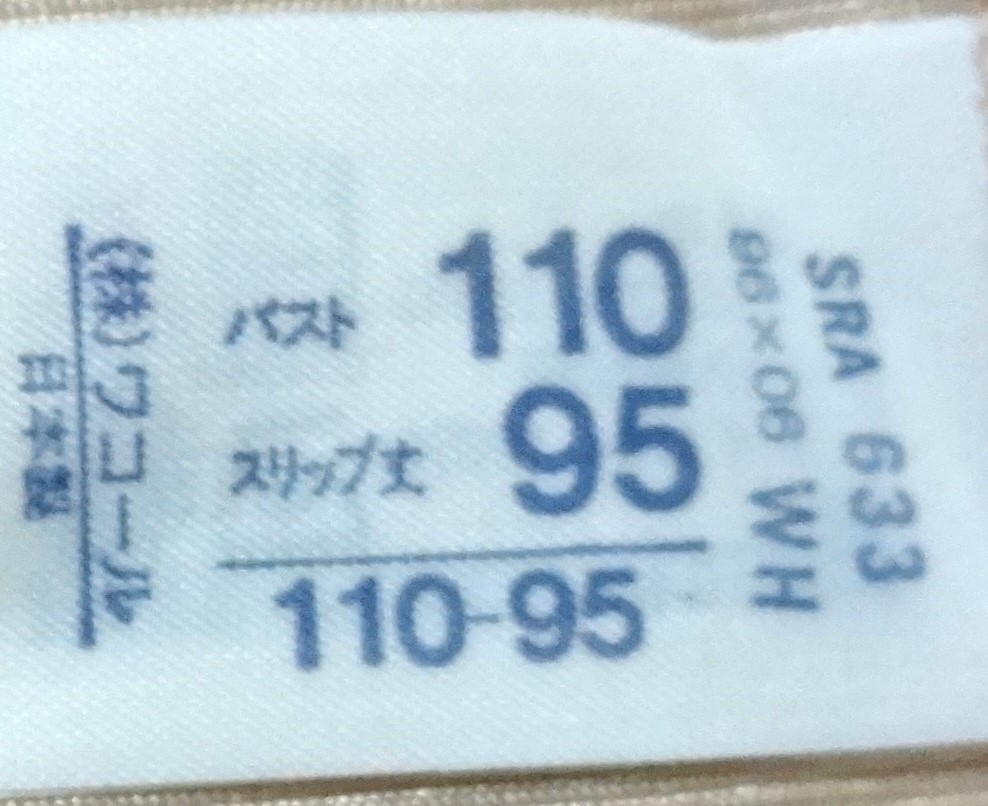 SRA 633
96×06 WH
バスト 110
スリップ丈 95
110-95
(株)ワコール
日本製